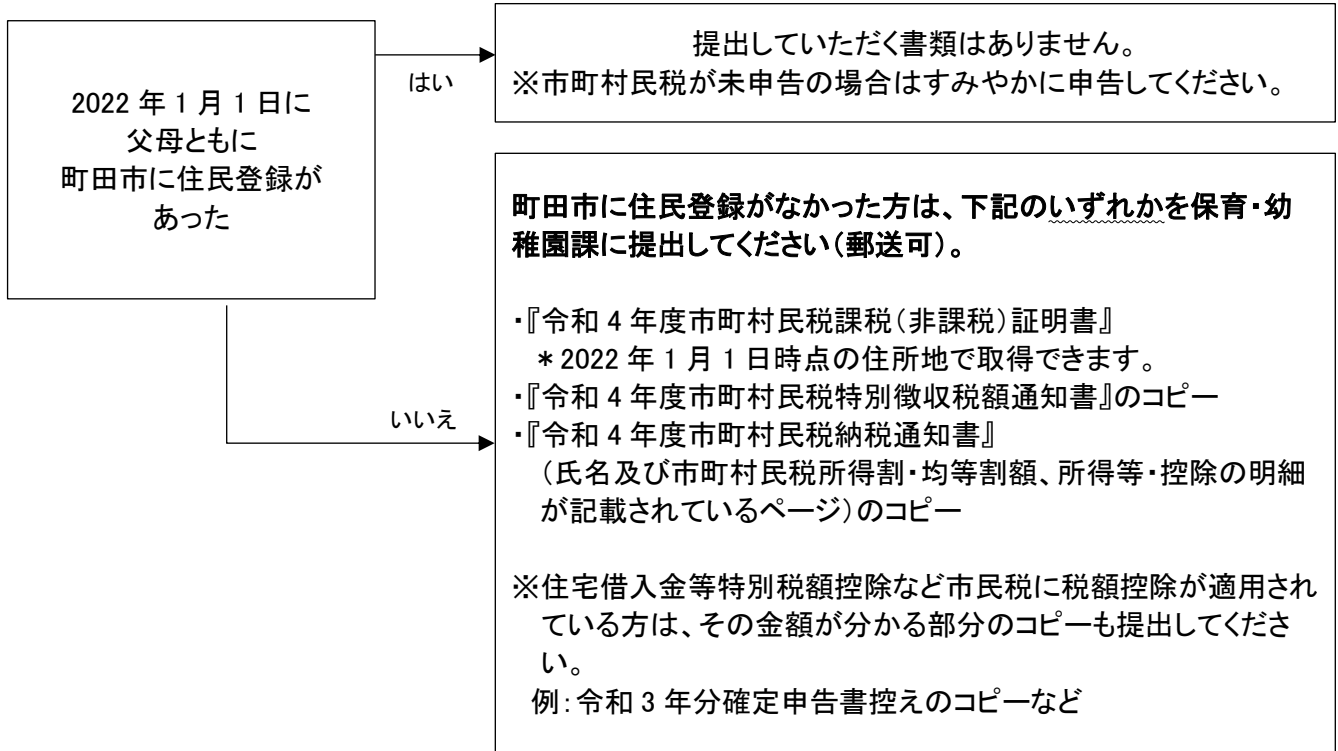 2022 年 1 月 1 日に
父母ともに
町田市に住民登録が
あった
はい
提出していただく書類はありません。
※市町村民税が未申告の場合はすみやかに申告してください。
いいえ
町田市に住民登録がなかった方は、下記のいずれかを保育・幼
稚園課に提出してください（郵送可）。
・『令和 4 年度市町村民税課税（非課税）証明書』
＊2022 年 1 月 1 日時点の住所地で取得できます。
・『令和 4 年度市町村民税特別徴収税額通知書』のコピー
・『令和 4 年度市町村民税納税通知書』
（氏名及び市町村民税所得割・均等割額、所得等・控除の明細
が記載されているページ）のコピー
※住宅借入金等特別税額控除など市民税に税額控除が適用され
ている方は、その金額が分かる部分のコピーも提出してくださ
い。
例：令和 3 年分確定申告書控えのコピーなど